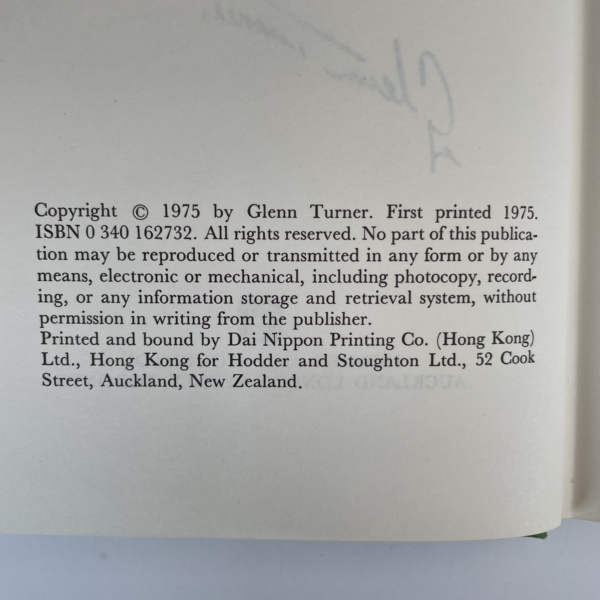 Copyright © 1975 by Glenn Turner. First printed 1975.
ISBN 0 340 162732. All rights reserved. No part of this publica-
tion may be reproduced or transmitted in any form or by any
means, electronic or mechanical, including photocopy, record-
ing, or any information storage and retrieval system, without
permission in writing from the publisher.
Printed and bound by Dai Nippon Printing Co. (Hong Kong)
Ltd., Hong Kong for Hodder and Stoughton Ltd., 52 Cook
Street, Auckland, New Zealand.